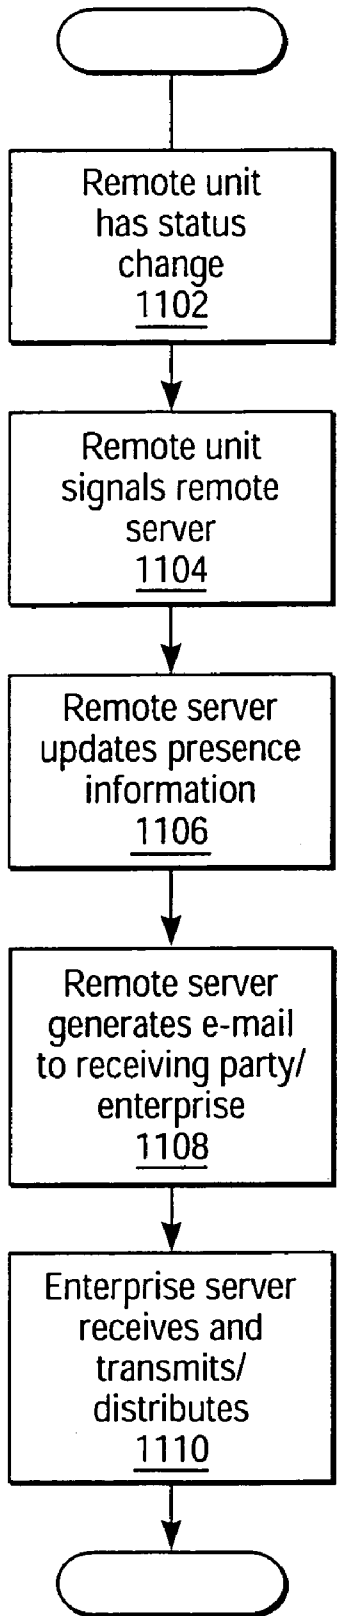 Remote unit
has status
change
1102
Remote unit
signals remote
server
1104
Remote server
updates presence
information
1106
Remote server
generates e-mail
to receiving party/
enterprise
1108
Enterprise server
receives and
transmits/
distributes
1110